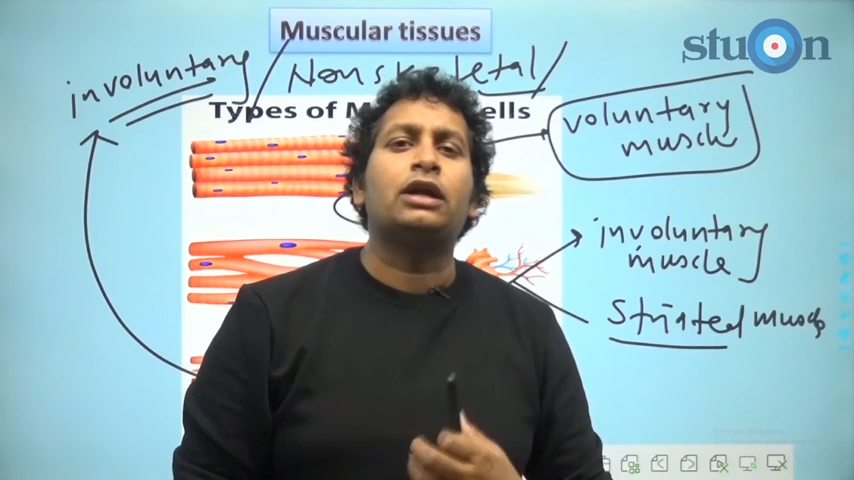 Muscular tissues
stuon
involuntary
Non skeletal
Types of M ells
voluntary
muscle
involuntary
muscle
Striated muscle